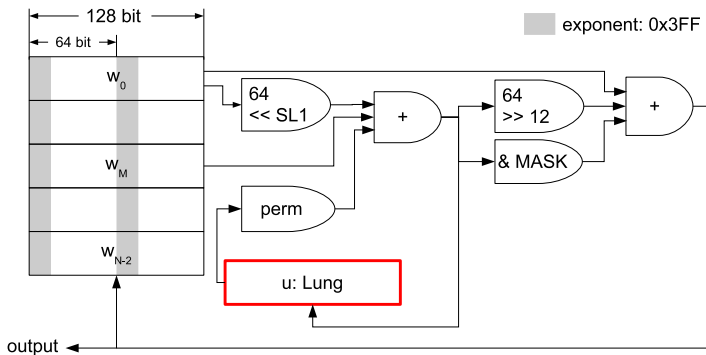 128 bit
exponent: 0x3FF
64 bit
w0
64
<< SL1
+
64
>> 12
+
wM
& MASK
perm
wN-2
u: Lung
output